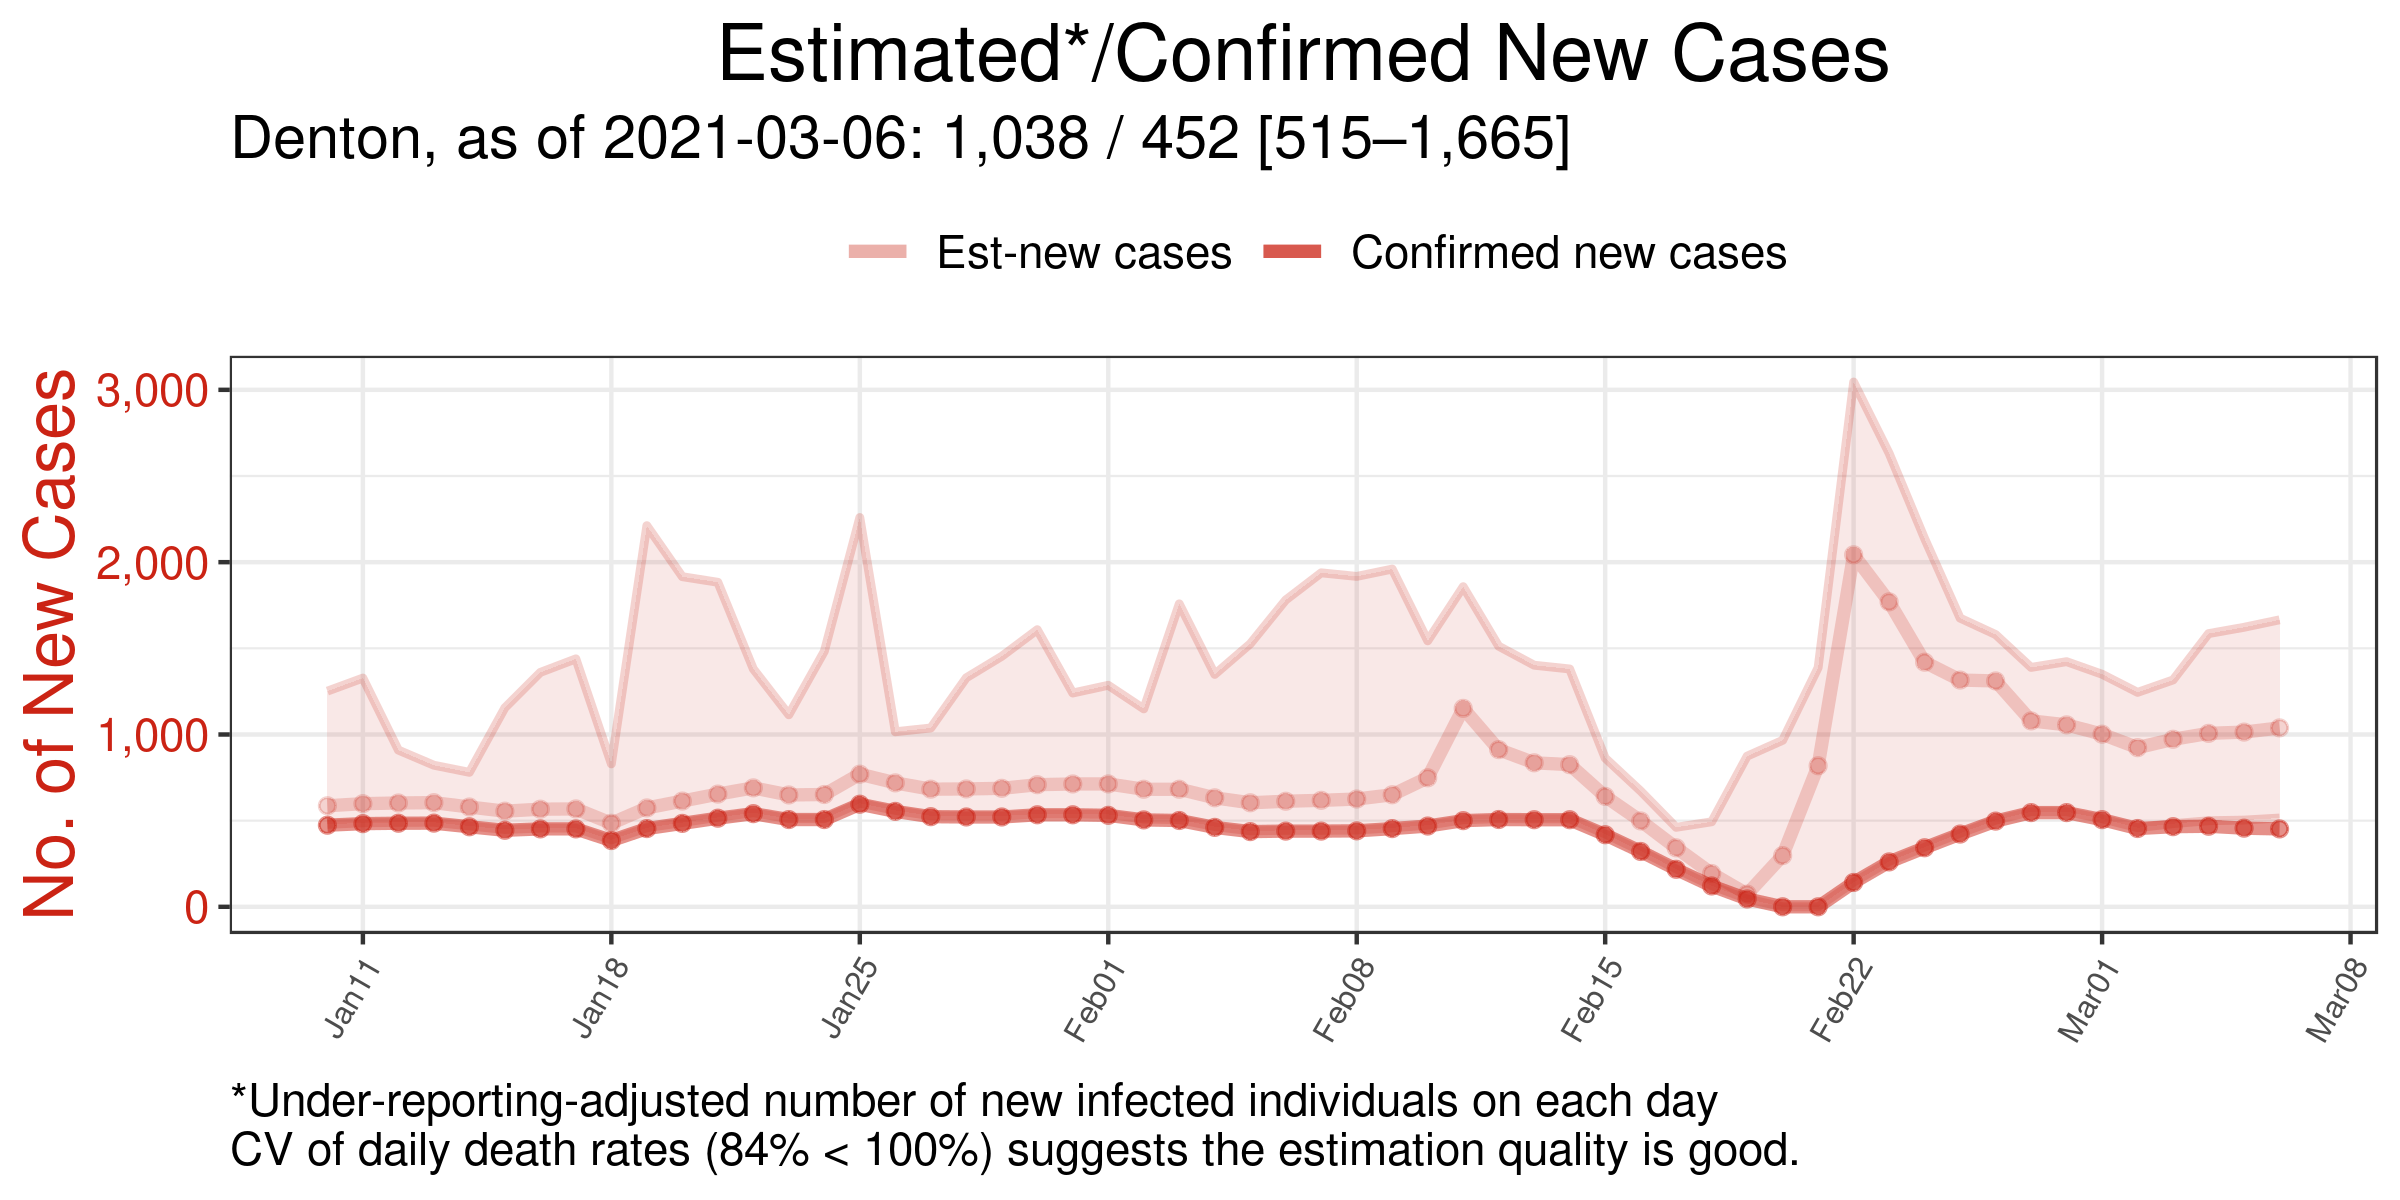 Estimated*/Confirmed New Cases
Denton, as of 2021-03-06: 1,038 / 452 [515–1,665]
Est-new cases
Confirmed new cases
No. of New Cases
3,000
2,000
1,000
0
Jan11
Jan18
Jan25
Feb01
Feb08
Feb15
Feb22
Mar01
Mar08
*Under-reporting-adjusted number of new infected individuals on each day
CV of daily death rates (84% < 100%) suggests the estimation quality is good.